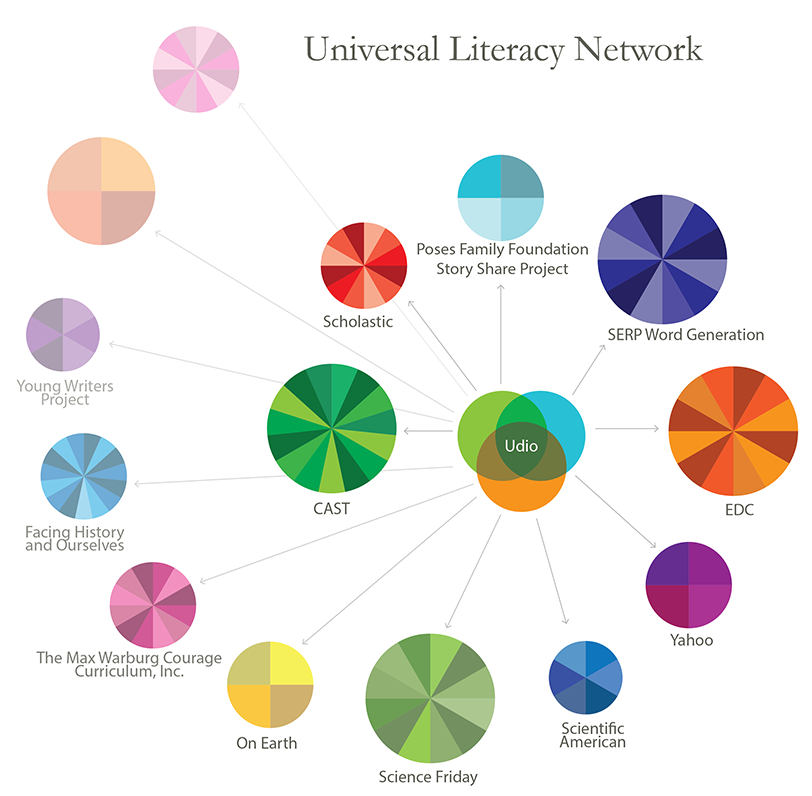 Universal Literacy Network
Poses Family Foundation
Story Share Project
Scholastic
SERP Word Generation
Young Writers
Project
Udio
CAST
EDC
Facing History
and Ourselves
Yahoo
The Max Warburg Courage
Curriculum, Inc.
On Earth
Scientific
American
Science Friday